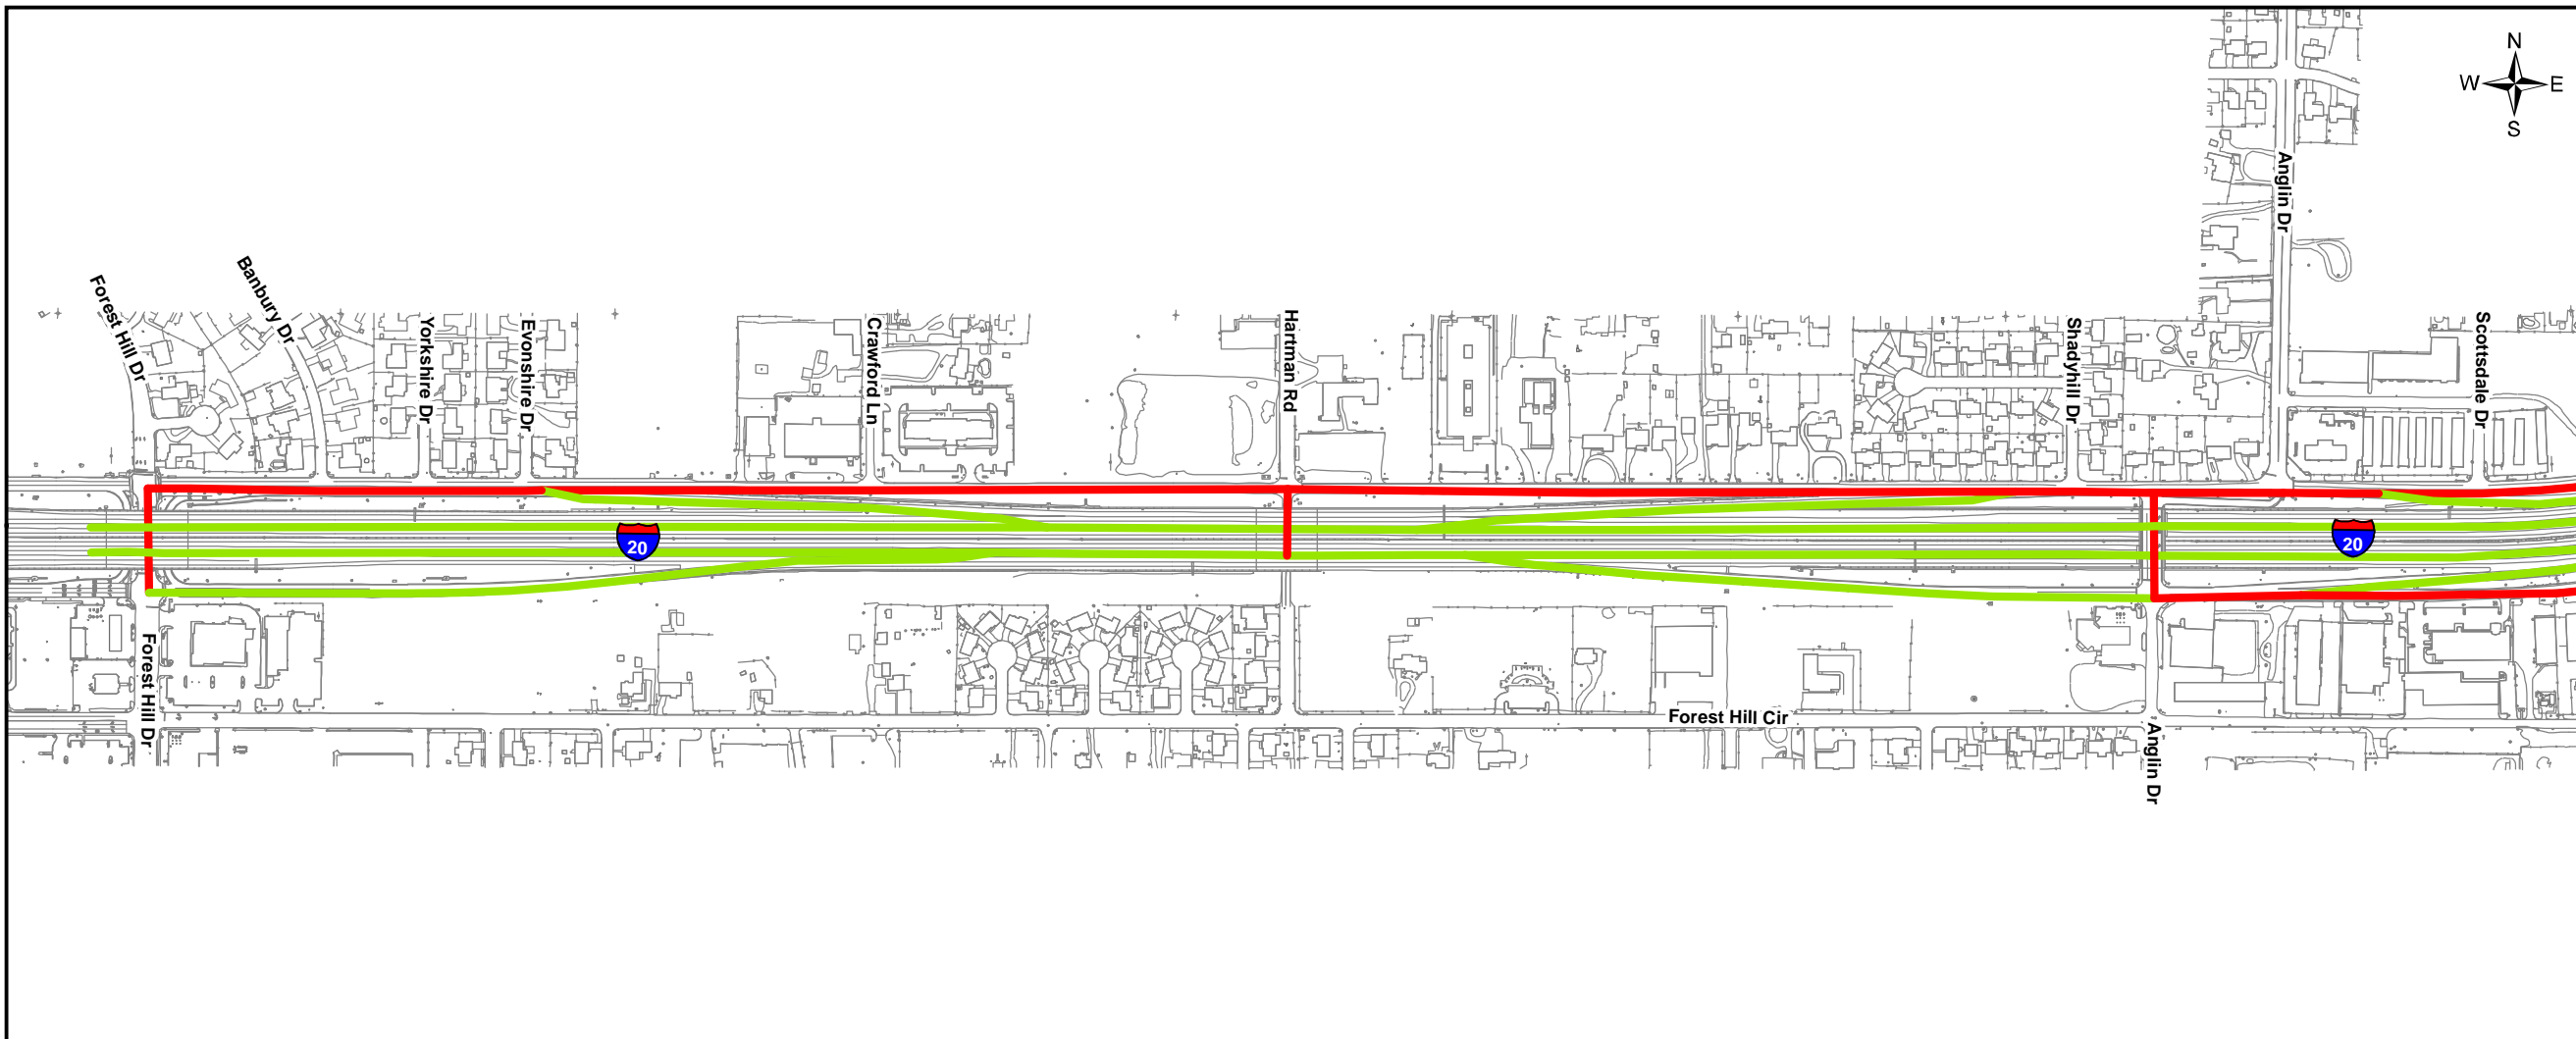 N
W E
S
Anglin Dr
Forest Hill Dr
Banbury Dr
Yorkshire Dr
Evonshire Dr
Crawford Ln
Hartman Rd
Shadyhill Dr
Scottsdale Dr
20
20
Forest Hill Dr
Forest Hill Cir
Anglin Dr